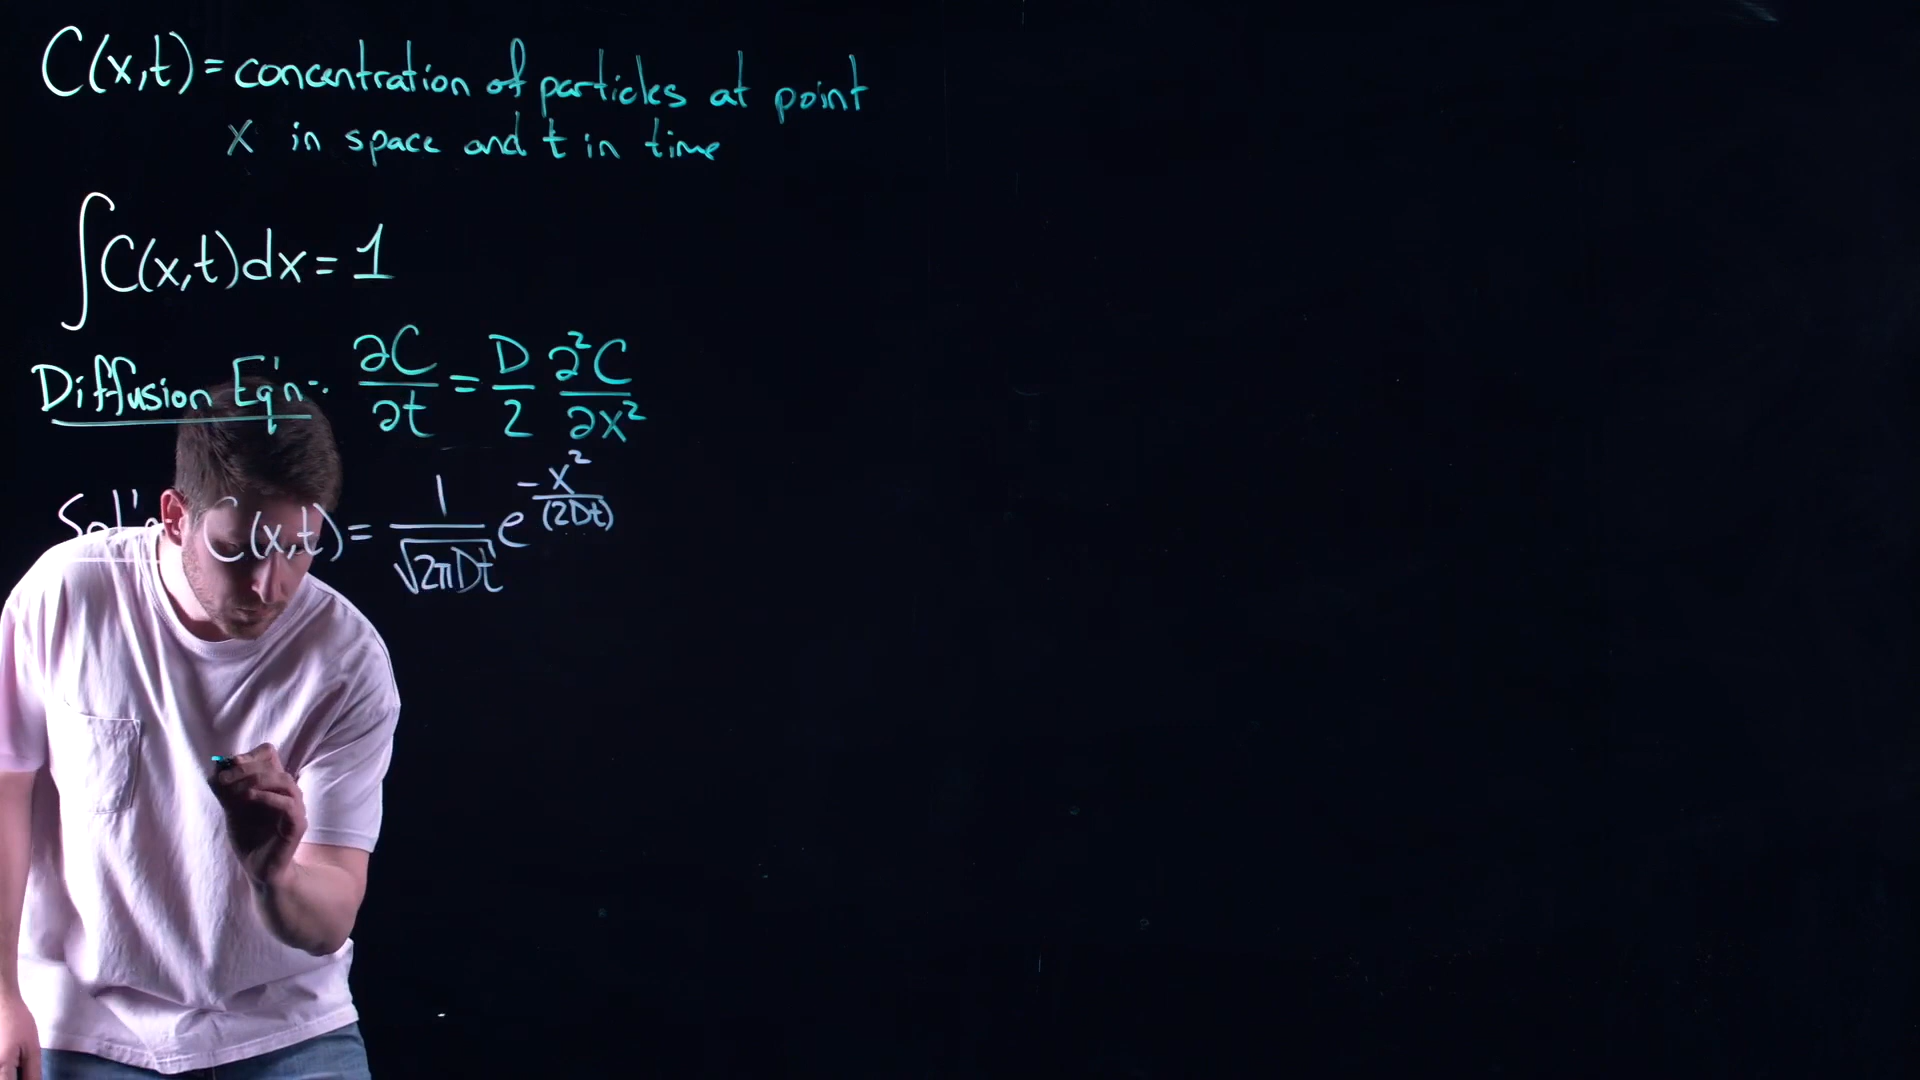 C(x,t) = concentration of particles at point
x in space and t in time
∫C(x,t)dx = 1
Diffusion Eq'n: ∂C/∂t = D/2 ∂²C/∂x²
Sol'n C(x,t) = 1/√2πDt e^-x²/(2Dt)